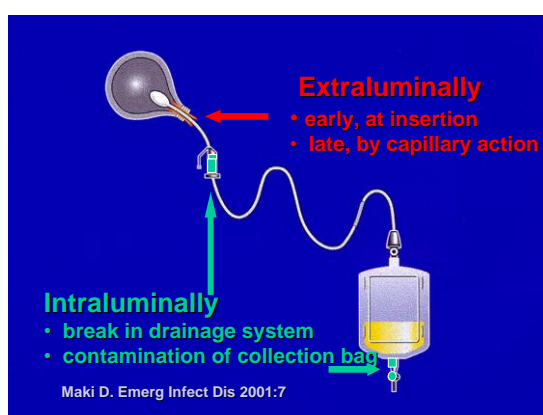 Extraluminally
• early, at insertion
• late, by capillary action
Intraluminally
• break in drainage system
• contamination of collection bag
Maki D. Emerg Infect Dis 2001:7